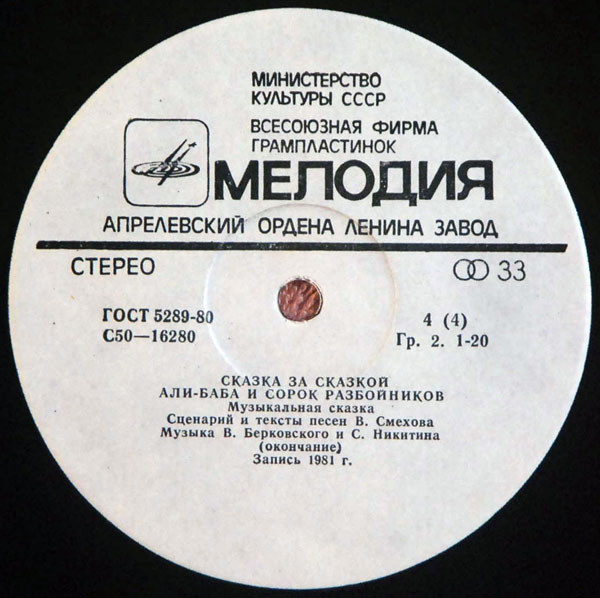 МИНИСТЕРСТВО
КУЛЬТУРЫ СССР
ВСЕСОЮЗНАЯ ФИРМА
ГРАМПЛАСТИНОК
МЕЛОДИЯ
АПРЕЛЕВСКИЙ ОРДЕНА ЛЕНИНА ЗАВОД
СТЕРЕО 33
ГОСТ 5289-80 4 (4)
С50—16280 Гр. 2. 1-20
СКАЗКА ЗА СКАЗКОЙ
АЛИ-БАБА И СОРОК РАЗБОЙНИКОВ
Музыкальная сказка
Сценарий и тексты песен В. Смехова
Музыка В. Берковского и С. Никитина
(окончание)
Запись 1981 г.